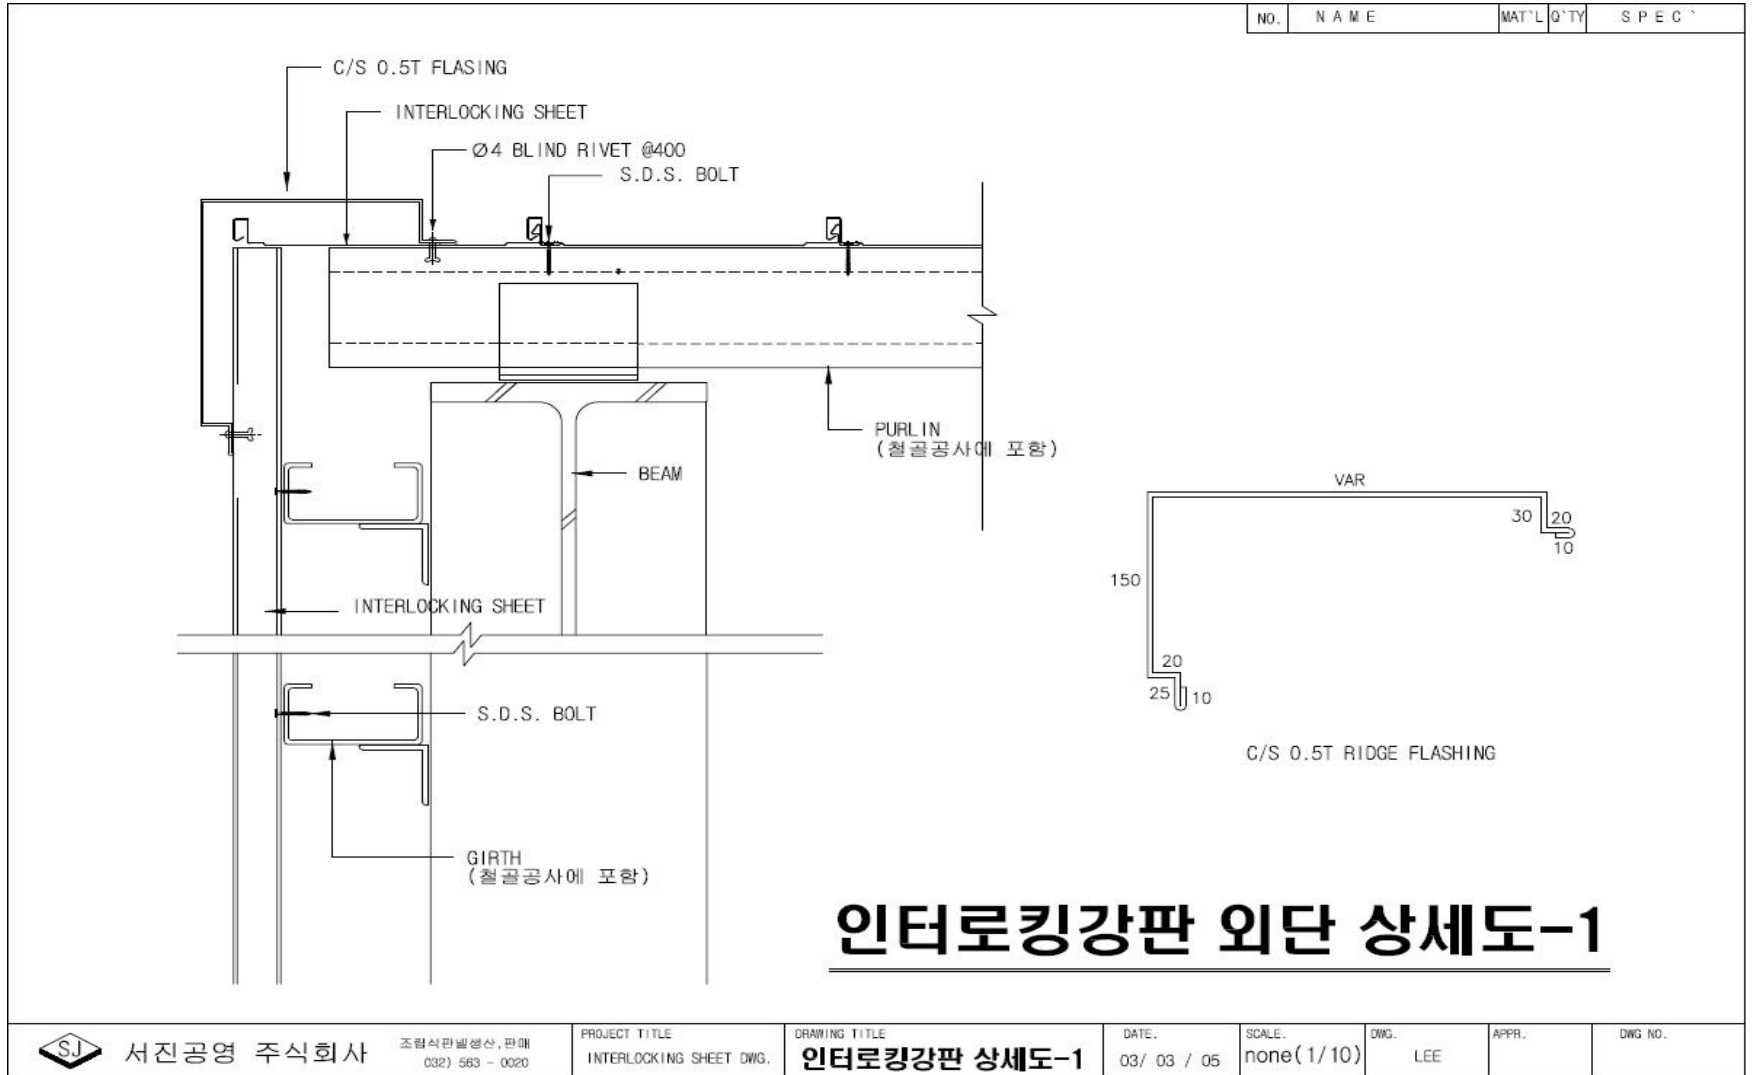 NO. NAME MAT`L Q`TY SPEC`
C/S 0.5T FLASING
INTERLOCKING SHEET
Ø4 BLIND RIVET @400
S.D.S. BOLT
PURLIN
(철골공사에 포함)
BEAM
INTERLOCKING SHEET
S.D.S. BOLT
GIRTH
(철골공사에 포함)
VAR
30 20
10
150
20
25 10
C/S 0.5T RIDGE FLASHING
인터로킹강판 외단 상세도-1
SJ 서진공영 주식회사
조립식판넬생산,판매
032) 563 - 0020
PROJECT TITLE
INTERLOCKING SHEET DWG.
DRAWING TITLE
인터로킹강판 상세도-1
DATE.
03/ 03 / 05
SCALE.
none(1/10)
DWG.
LEE
APPR.
DWG NO.